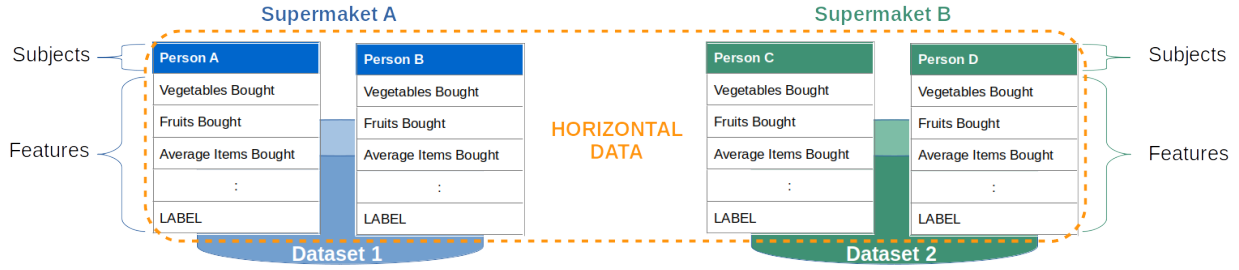 Supermaket A
Supermaket B
Subjects
Person A
Person B
Person C
Person D
Subjects
Vegetables Bought
Vegetables Bought
Vegetables Bought
Vegetables Bought
Fruits Bought
Fruits Bought
Fruits Bought
Fruits Bought
HORIZONTAL
DATA
Features
Average Items Bought
Average Items Bought
Average Items Bought
Average Items Bought
Features
:
:
:
:
LABEL
LABEL
LABEL
LABEL
Dataset 1
Dataset 2